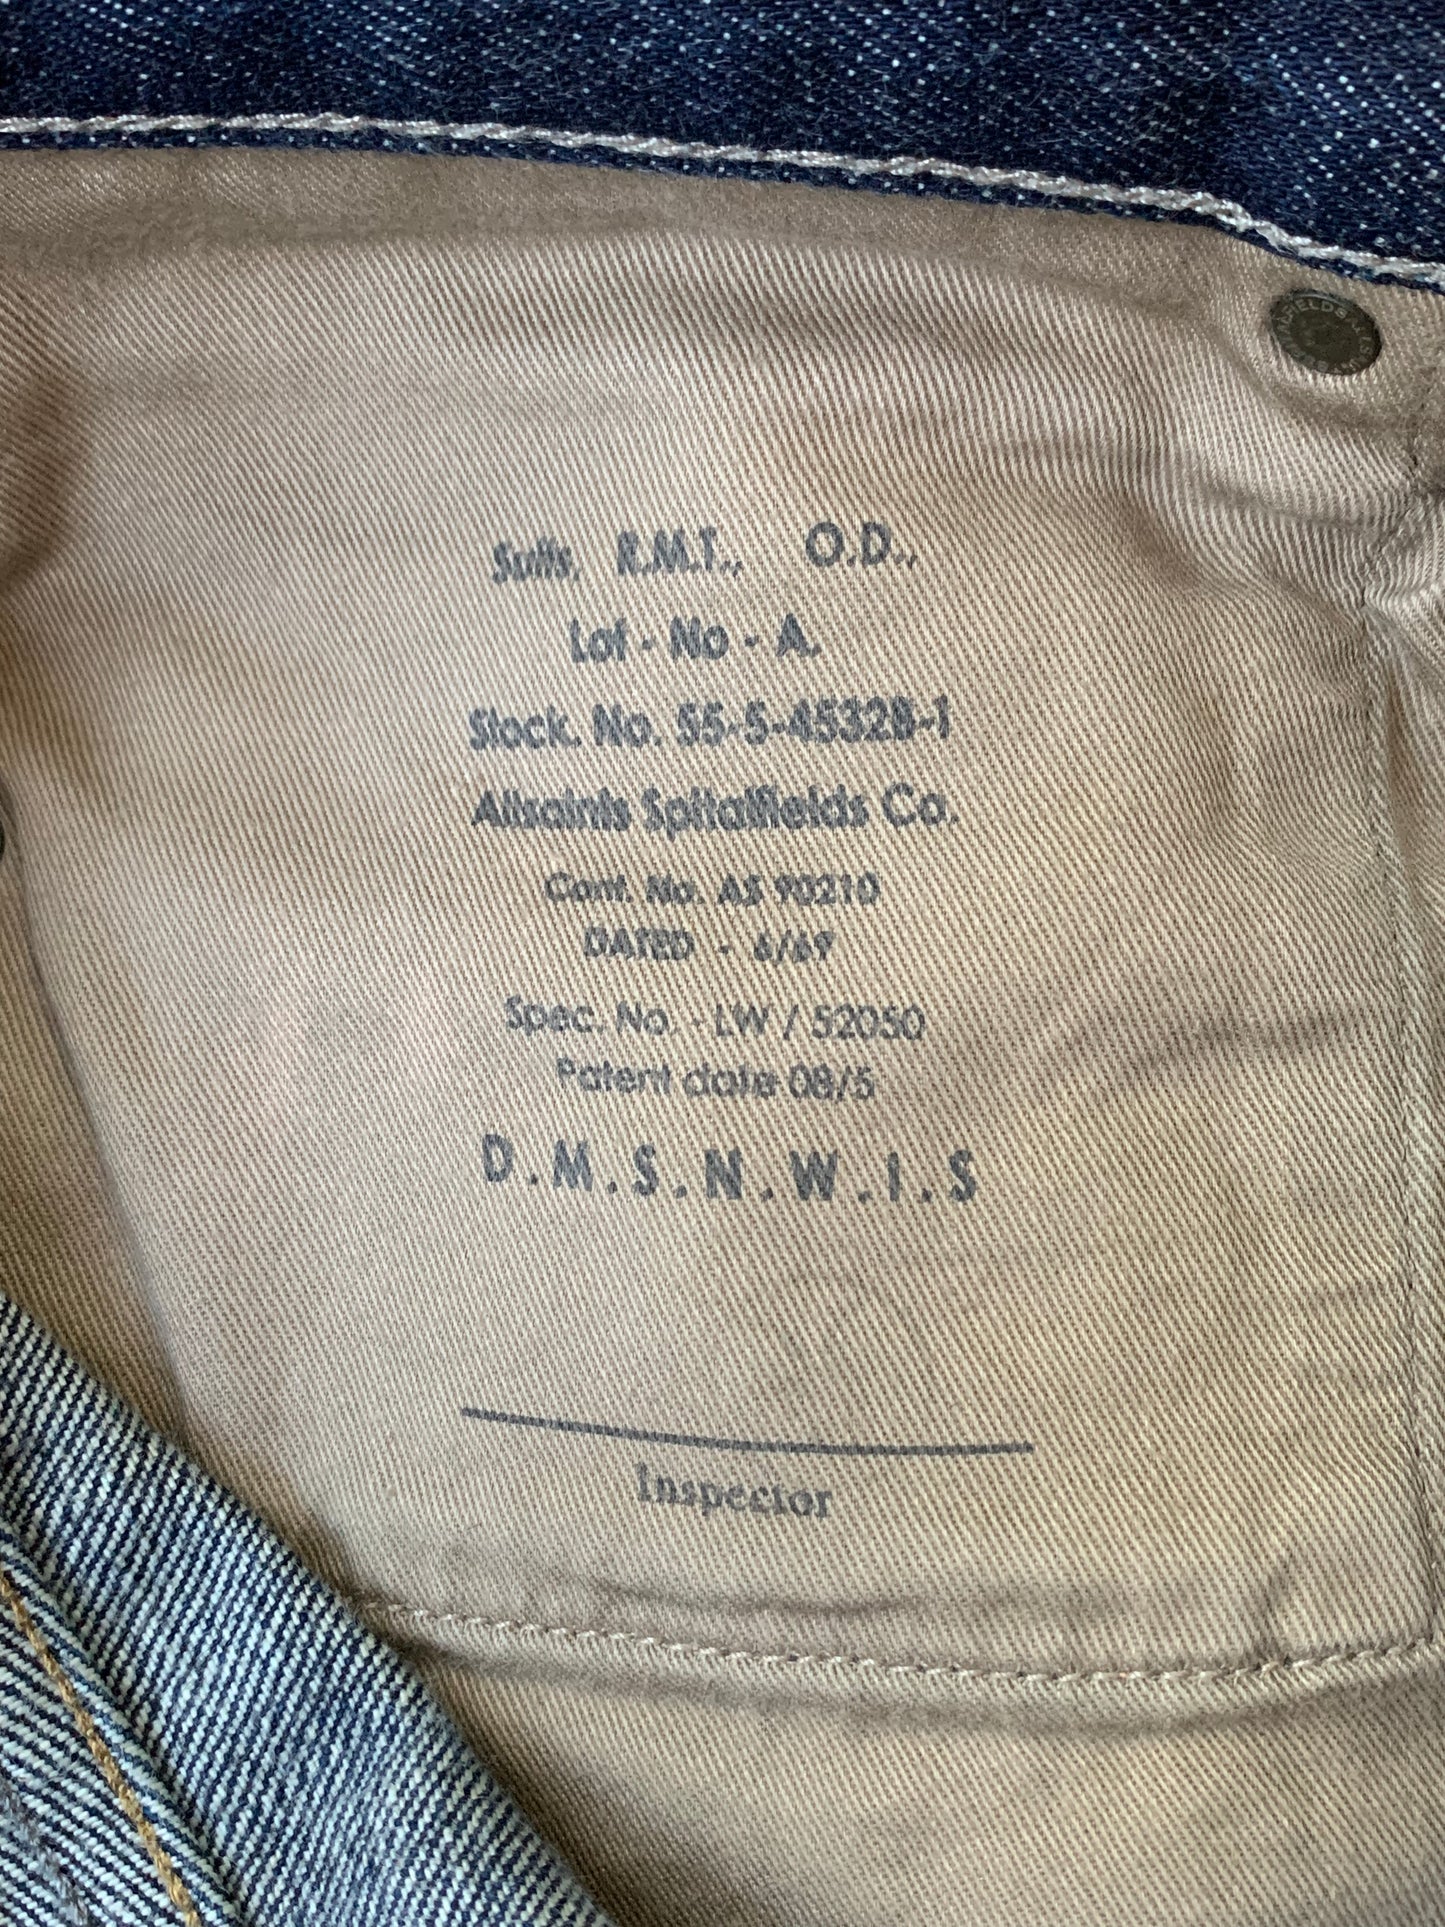 Suits, R.M.T., O.D.,
Lot - No - A.
Stock. No. 55-5-4532B-1
Allsaints Spitalfields Co.
Cont. No. AS 90210
DATED - 6/69
Spec. No. - LW / 52050
Patent date 08/5
D.M.S.N.W.I.S
Inspector